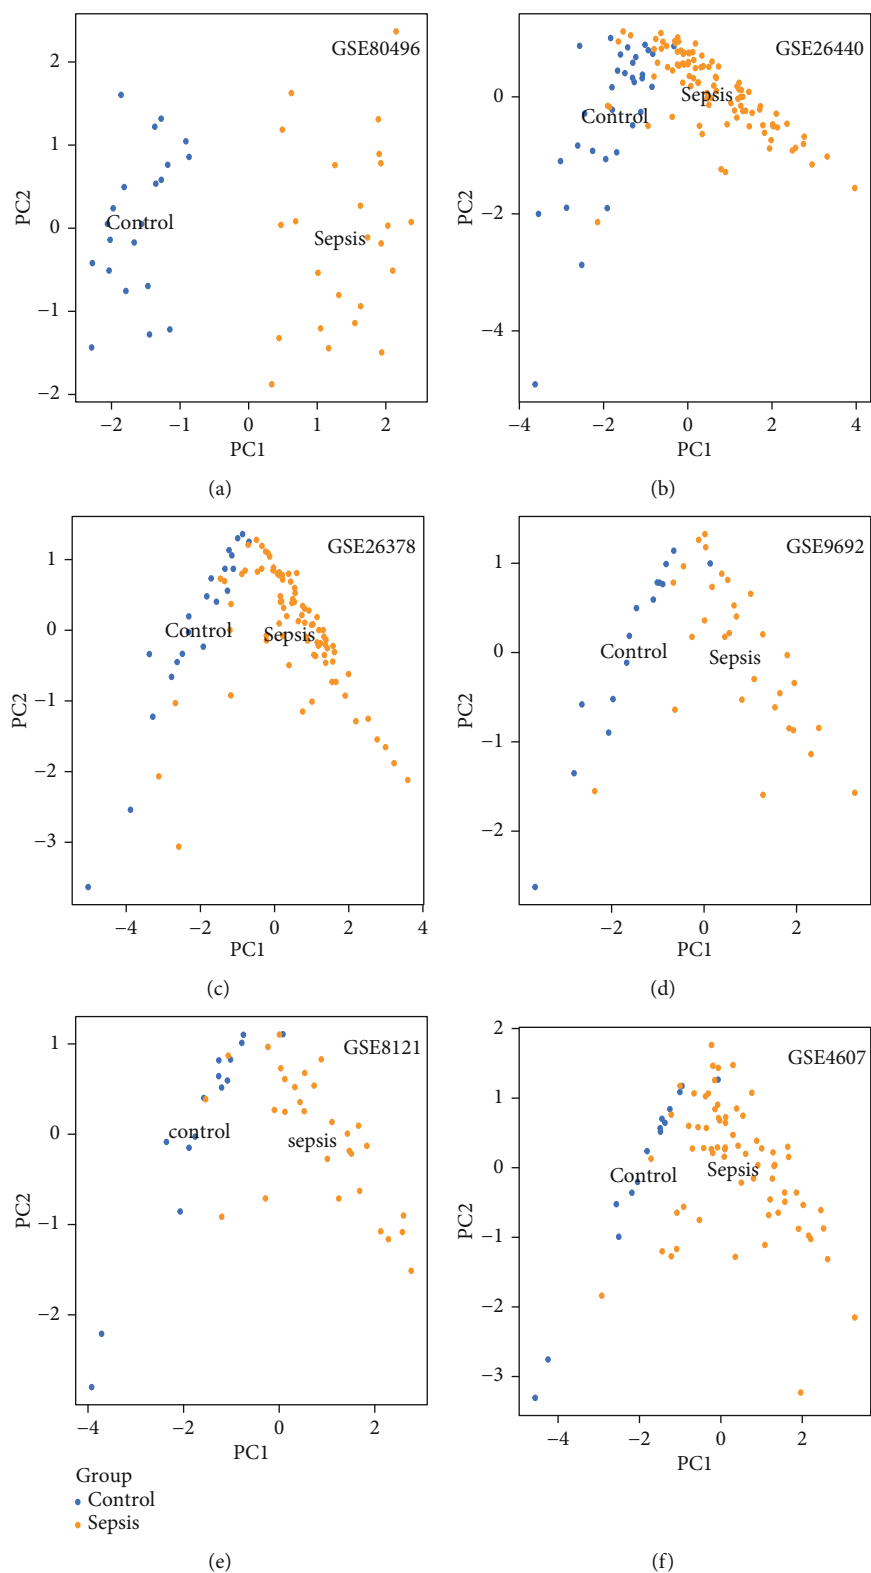 GSE80496
PC2
2
1
0
−1
−2
Control
Sepsis
−2 −1 0 1 2
PC1
(a)
GSE26440
PC2
0
−2
−4
Control
Sepsis
−4 −2 0 2 4
PC1
(b)
GSE26378
PC2
1
0
−1
−2
−3
Control
Sepsis
−4 −2 0 2 4
PC1
(c)
GSE9692
PC2
1
0
−1
−2
Control
Sepsis
−2 0 2
PC1
(d)
GSE8121
PC2
1
0
−1
−2
control
sepsis
−4 −2 0 2
PC1
Group
Control
Sepsis
(e)
GSE4607
PC2
2
1
0
−1
−2
−3
Control
Sepsis
−4 −2 0 2
PC1
(f)